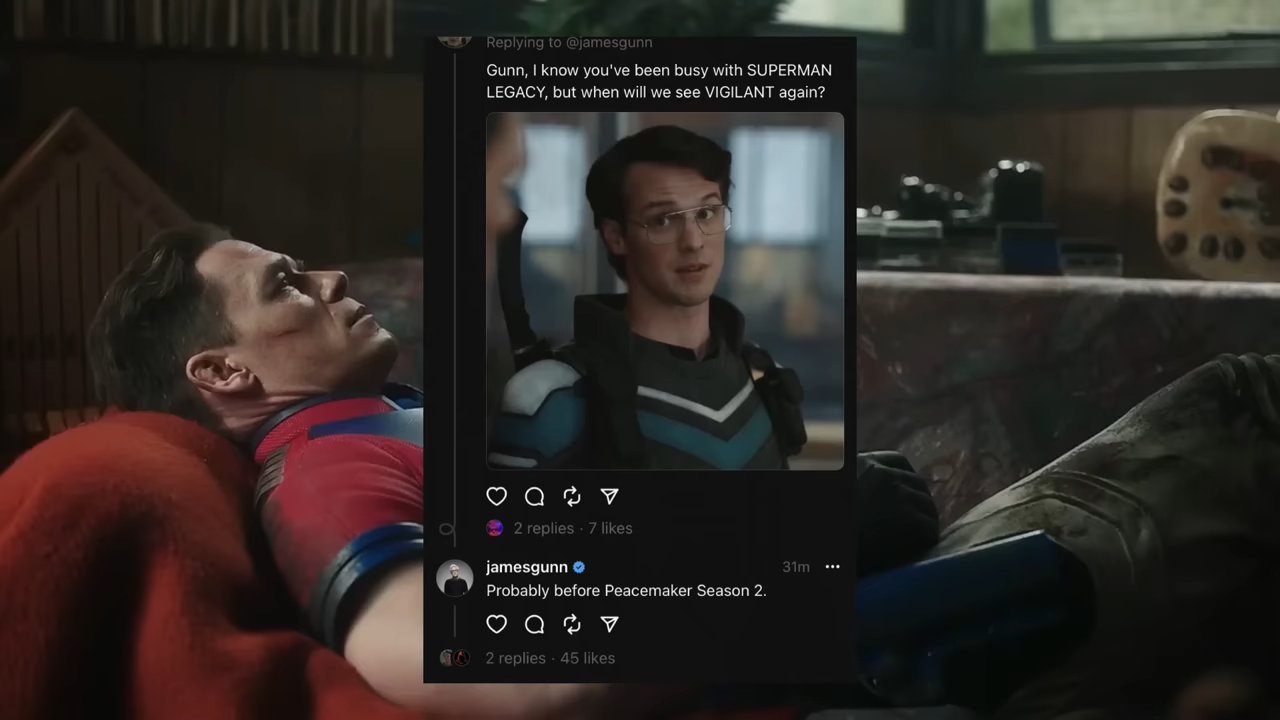 Replying to @jamesgunn
Gunn, I know you've been busy with SUPERMAN
LEGACY, but when will we see VIGILANT again?
2 replies · 7 likes
jamesgunn 31m
Probably before Peacemaker Season 2.
2 replies · 45 likes